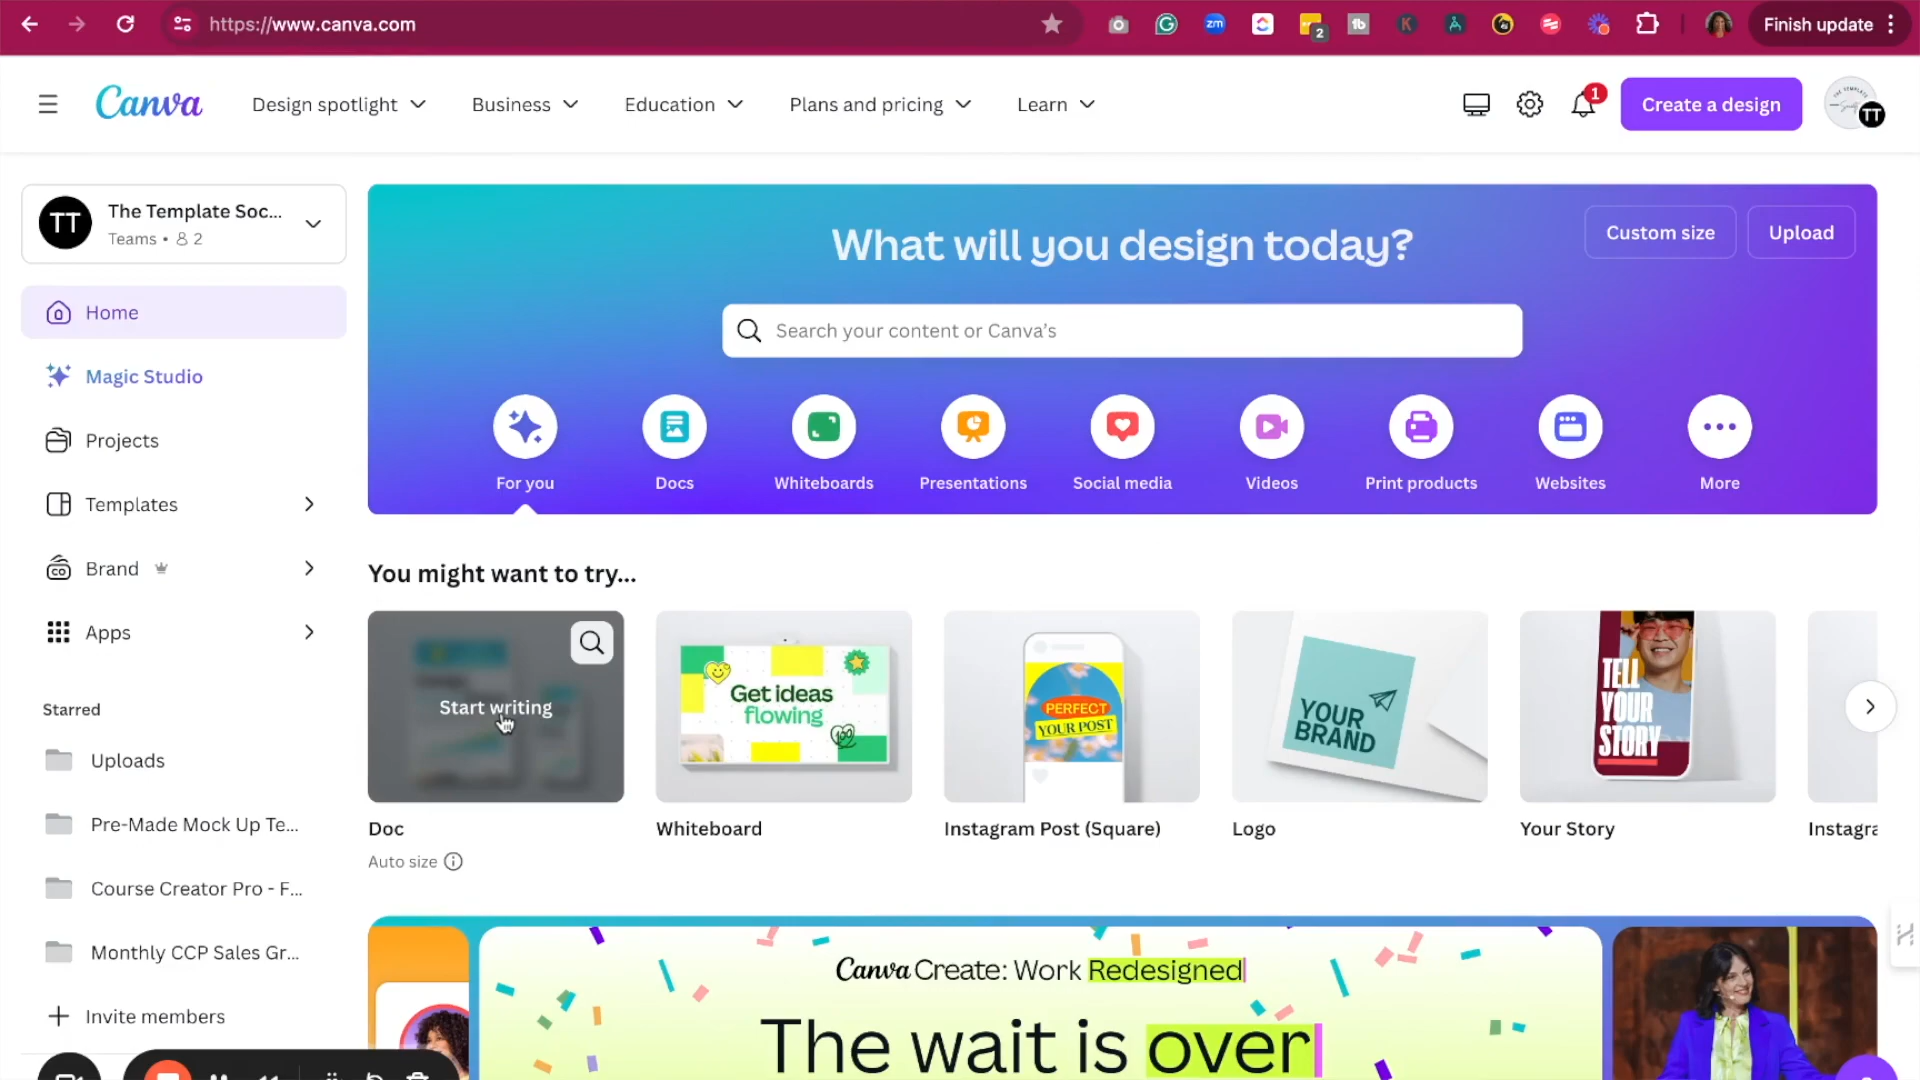 https://www.canva.com
zm
2
fb
K
Finish update
Canva
Design spotlight
Business
Education
Plans and pricing
Learn
1
Create a design
TT
TT
The Template Soc...
Teams • 2
What will you design today?
Custom size
Upload
Search your content or Canva's
Home
Magic Studio
Projects
Templates
Brand
Apps
For you
Docs
Whiteboards
Presentations
Social media
Videos
Print products
Websites
More
You might want to try...
Start writing
Get ideas
flowing
100
PERFECT
YOUR POST
YOUR
BRAND
TELL
YOUR
STORY
Doc
Auto size
Whiteboard
Instagram Post (Square)
Logo
Your Story
Instagra
Starred
Uploads
Pre-Made Mock Up Te...
Course Creator Pro - F...
Monthly CCP Sales Gr...
Invite members
Canva Create: Work Redesigned
The wait is over